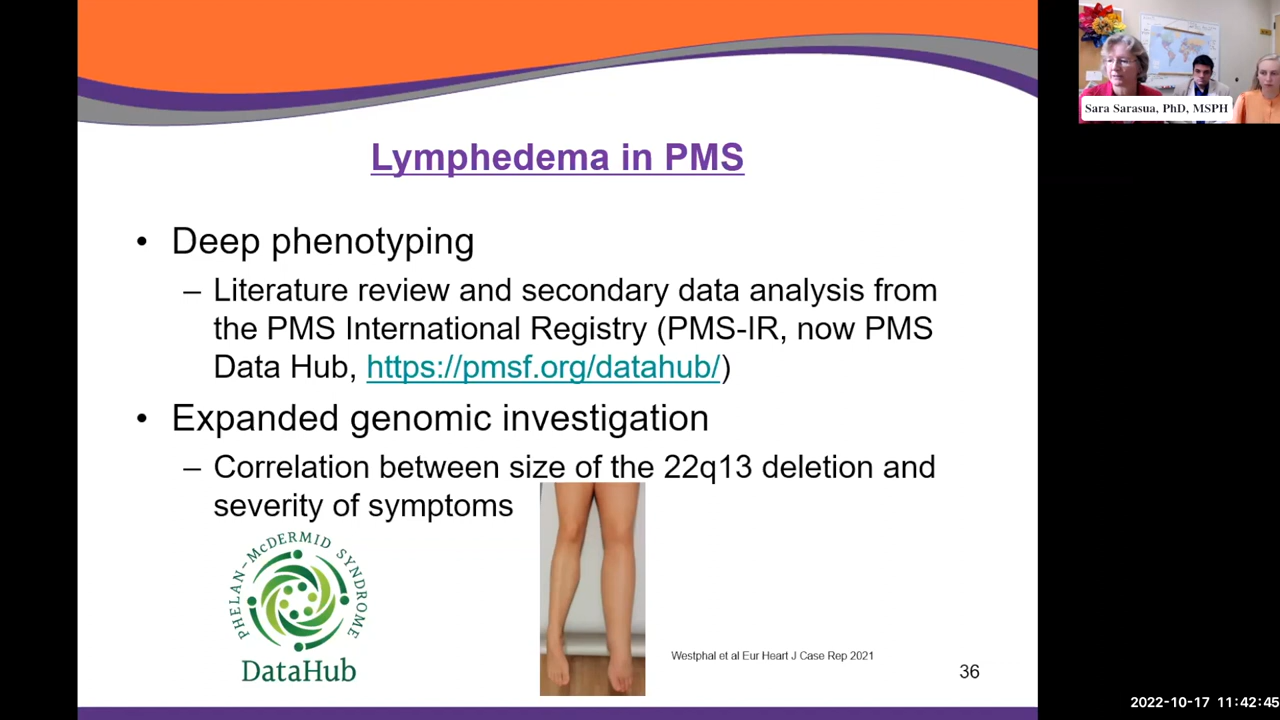 Lymphedema in PMS
• Deep phenotyping
– Literature review and secondary data analysis from
the PMS International Registry (PMS-IR, now PMS
Data Hub, https://pmsf.org/datahub/)
• Expanded genomic investigation
– Correlation between size of the 22q13 deletion and
severity of symptoms
PHELAN-MCDERMID SYNDROME
DataHub
Westphal et al Eur Heart J Case Rep 2021
36
Sara Sarasua, PhD, MSPH
2022-10-17 11:42:45